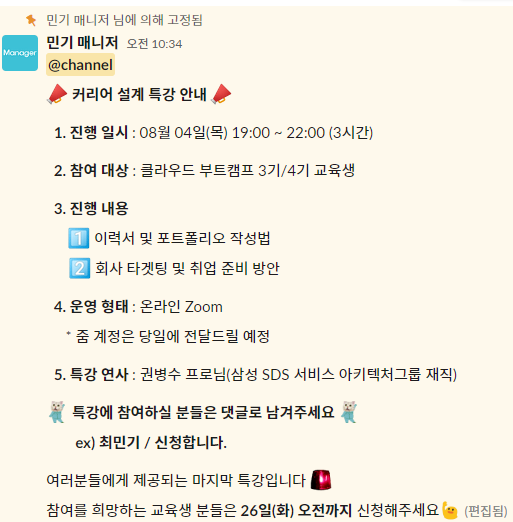 민기 매니저 님에 의해 고정됨
Manager
민기 매니저 오전 10:34
@channel
커리어 설계 특강 안내
1. 진행 일시 : 08월 04일(목) 19:00 ~ 22:00 (3시간)
2. 참여 대상 : 클라우드 부트캠프 3기/4기 교육생
3. 진행 내용
1 이력서 및 포트폴리오 작성법
2 회사 타겟팅 및 취업 준비 방안
4. 운영 형태 : 온라인 Zoom
* 줌 계정은 당일에 전달드릴 예정
5. 특강 연사 : 권병수 프로님(삼성 SDS 서비스 아키텍처그룹 재직)
특강에 참여하실 분들은 댓글로 남겨주세요
ex) 최민기 / 신청합니다.
여러분들에게 제공되는 마지막 특강입니다
참여를 희망하는 교육생 분들은 26일(화) 오전까지 신청해주세요 (편집됨)